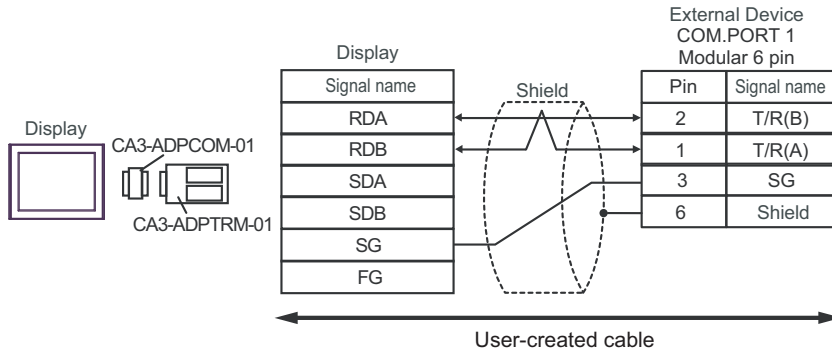 External Device
COM.PORT 1
Modular 6 pin
Display
Signal name
Shield
Pin
Signal name
RDA
2
T/R(B)
RDB
1
T/R(A)
SDA
3
SG
SDB
6
Shield
SG
FG
Display
CA3-ADPCOM-01
CA3-ADPTRM-01
User-created cable